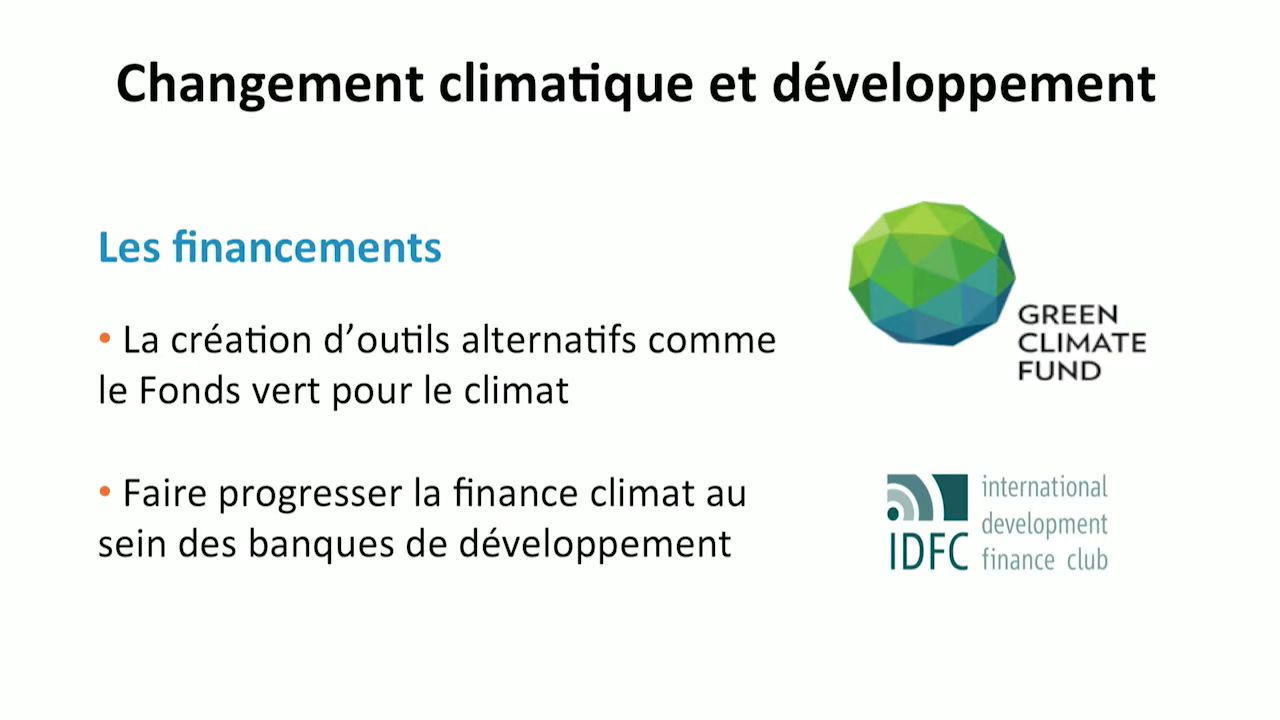 Changement climatique et développement
Les financements
• La création d’outils alternatifs comme
le Fonds vert pour le climat
• Faire progresser la finance climat au
sein des banques de développement
GREEN
CLIMATE
FUND
IDFC
international
development
finance club